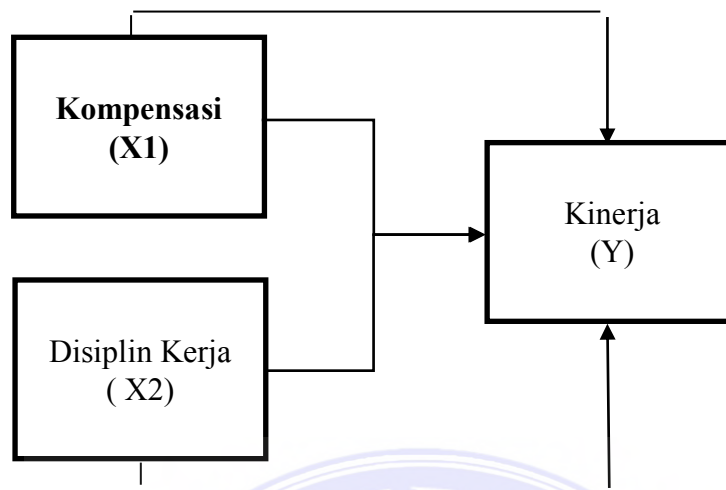 Kompensasi
(X1)
Kinerja
(Y)
Disiplin Kerja
( X2)